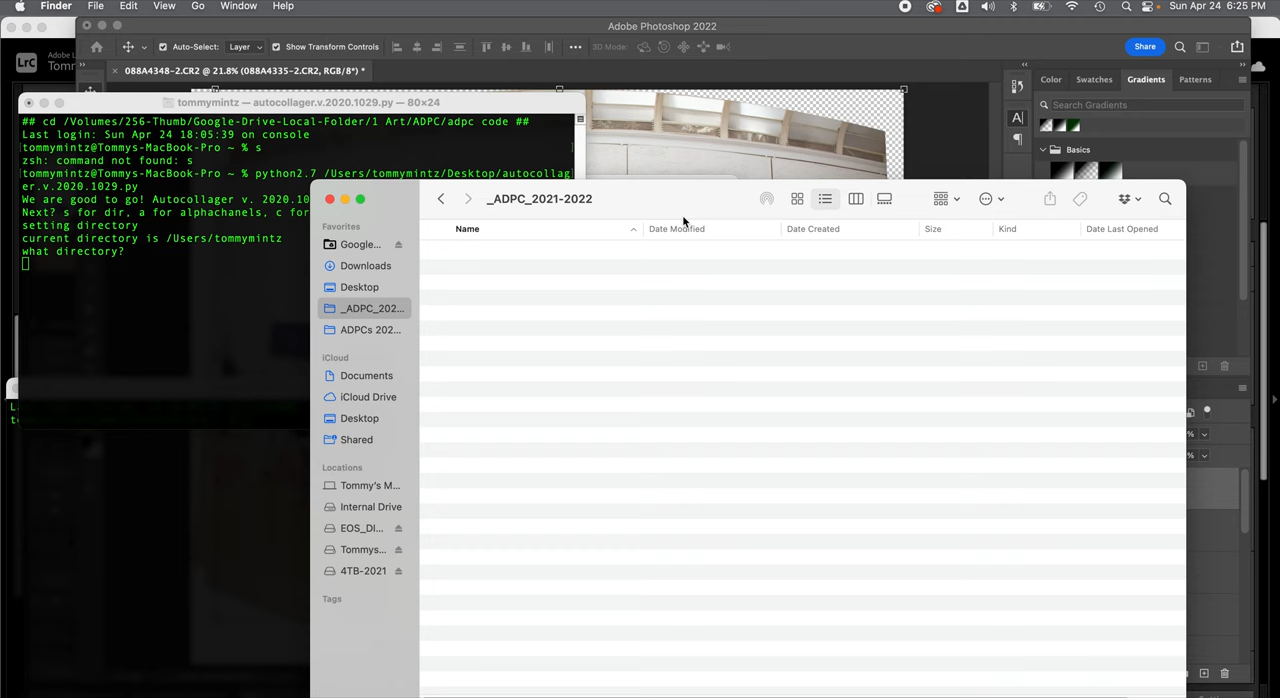 Finder File Edit View Go Window Help Sun Apr 24 6:25 PM
Adobe Photoshop 2022
LrC Adobe L
Tomm
Auto-Select: Layer Show Transform Controls 3D Mode: Share
088A4348-2.CR2 @ 21.8% (088A4335-2.CR2, RGB/8*) *
Color Swatches Gradients Patterns
Search Gradients
Basics
tommymintz — autocollager.v.2020.1029.py — 80×24
## cd /Volumes/256-Thumb/Google-Drive-Local-Folder/1 Art/ADPC/adpc code ##
Last login: Sun Apr 24 18:05:39 on console
tommymintz@Tommys-MacBook-Pro ~ % s
zsh: command not found: s
tommymintz@Tommys-MacBook-Pro ~ % python2.7 /Users/tommymintz/Desktop/autocollag
er.v.2020.1029.py
We are good to go! Autocollager v. 2020.10
Next? s for dir, a for alphachanels, c for
setting directory
current directory is /Users/tommymintz
what directory?
_ADPC_2021-2022
Name Date Modified Date Created Size Kind Date Last Opened
Favorites
Google...
Downloads
Desktop
_ADPC_202...
ADPCs 202...
iCloud
Documents
iCloud Drive
Desktop
Shared
Locations
Tommy's M...
Internal Drive
EOS_DI...
Tommys...
4TB-2021
Tags